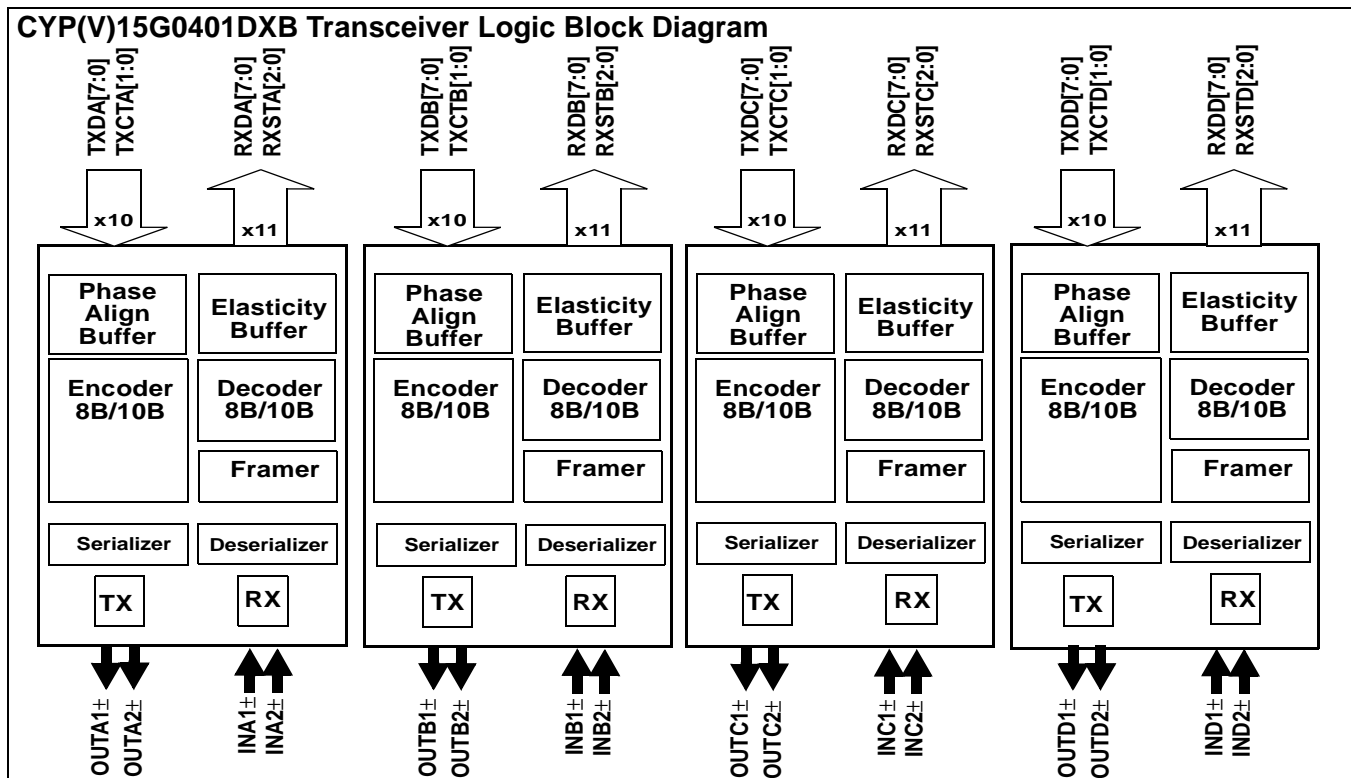 CYP(V)15G0401DXB Transceiver Logic Block Diagram
TXDA[7:0]
TXCTA[1:0]
RXDA[7:0]
RXSTA[2:0]
TXDB[7:0]
TXCTB[1:0]
RXDB[7:0]
RXSTB[2:0]
TXDC[7:0]
TXCTC[1:0]
RXDC[7:0]
RXSTC[2:0]
TXDD[7:0]
TXCTD[1:0]
RXDD[7:0]
RXSTD[2:0]
x10
x11
x10
x11
x10
x11
x10
x11
Phase
Align
Buffer
Elasticity
Buffer
Encoder
8B/10B
Decoder
8B/10B
Framer
Serializer
Deserializer
TX
RX
Phase
Align
Buffer
Elasticity
Buffer
Encoder
8B/10B
Decoder
8B/10B
Framer
Serializer
Deserializer
TX
RX
Phase
Align
Buffer
Elasticity
Buffer
Encoder
8B/10B
Decoder
8B/10B
Framer
Serializer
Deserializer
TX
RX
Phase
Align
Buffer
Elasticity
Buffer
Encoder
8B/10B
Decoder
8B/10B
Framer
Serializer
Deserializer
TX
RX
OUTA1±
OUTA2±
INA1±
INA2±
OUTB1±
OUTB2±
INB1±
INB2±
OUTC1±
OUTC2±
INC1±
INC2±
OUTD1±
OUTD2±
IND1±
IND2±